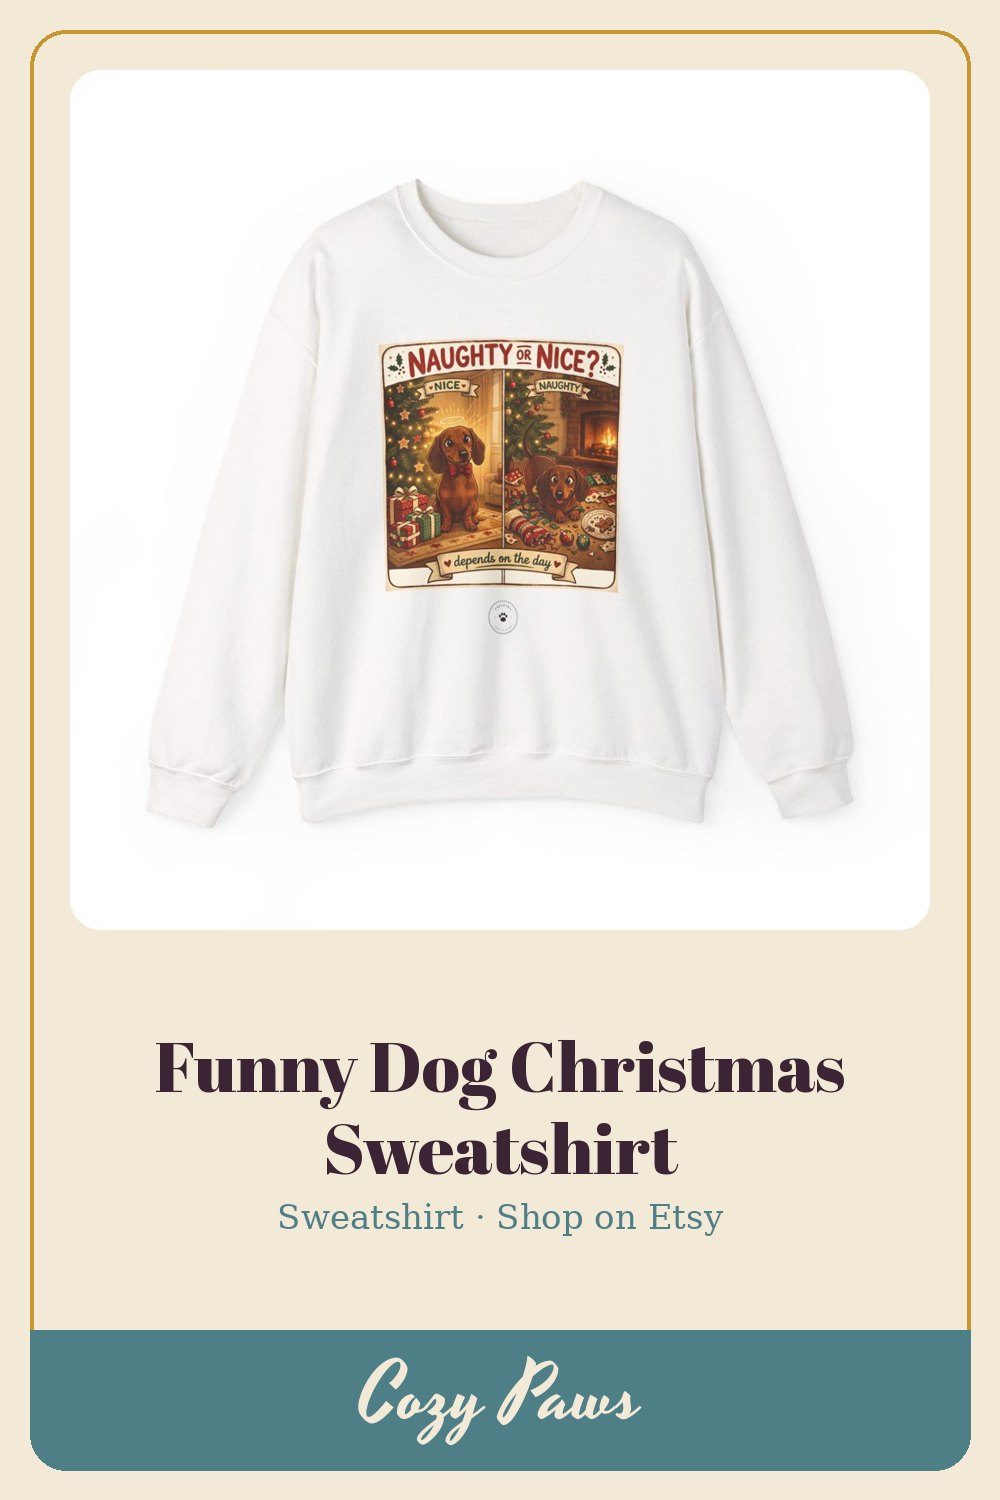 NAUGHTY OR NICE?
NICE
NAUGHTY
depends on the day
Funny Dog Christmas
Sweatshirt
Sweatshirt · Shop on Etsy
Cozy Paws